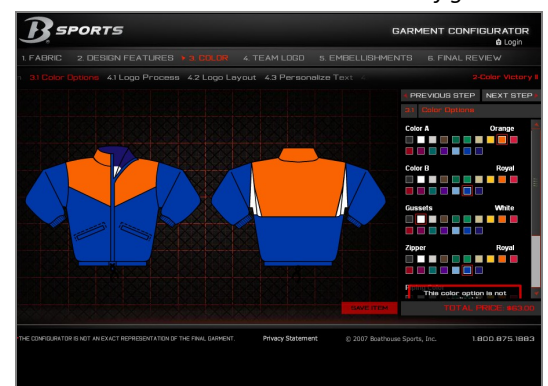 B SPORTS
GARMENT CONFIGURATOR
Login
1. FABRIC 2. DESIGN FEATURES 3. COLOR 4. TEAM LOGO 5. EMBELLISHMENTS 6. FINAL REVIEW
3.1 Color Options 4.1 Logo Process 4.2 Logo Layout 4.3 Personalize Text
2-Color Victory
PREVIOUS STEP NEXT STEP
3.1 Color Options
Color A Orange
Color B Royal
Gussets White
Zipper Royal
This color option is not
SAVE ITEM
TOTAL PRICE:
THE CONFIGURATOR IS NOT AN EXACT REPRESENTATION OF THE FINAL GARMENT. Privacy Statement © 2007 Boathouse Sports, Inc. 1.800.875.1883